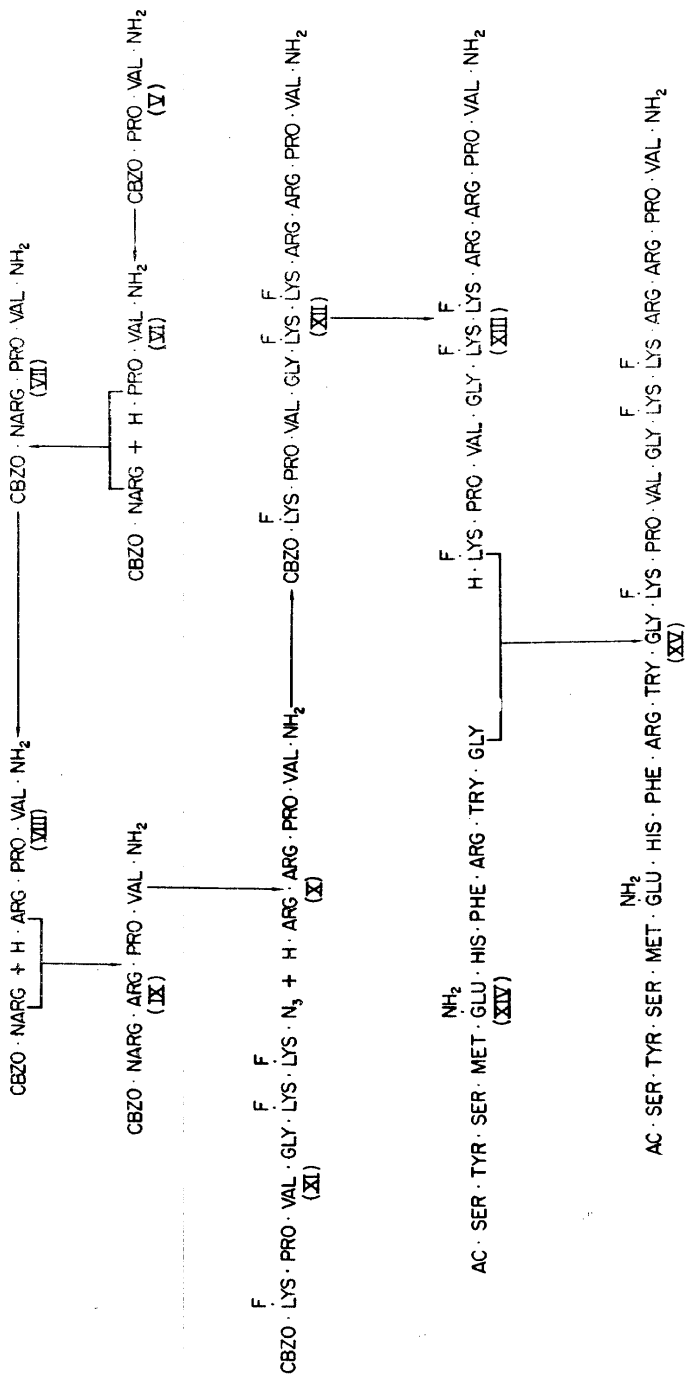 CBZO · NARG + H · ARG · PRO · VAL · NH2
(VIII)
CBZO · NARG · PRO · VAL · NH2
(VII)
CBZO · NARG · ARG · PRO · VAL · NH2
(IX)
CBZO · NARG + H · PRO · VAL · NH2
(VI)
CBZO · PRO · VAL · NH2
(V)
F F F
CBZO · LYS · PRO · VAL · GLY · LYS · LYS · N3 + H · ARG · ARG · PRO · VAL · NH2
(XI) (X)
F F F
CBZO · LYS · PRO · VAL · GLY · LYS · LYS · ARG · ARG · PRO · VAL · NH2
(XII)
NH2
AC · SER · TYR · SER · MET · GLU · HIS · PHE · ARG · TRY · GLY
(XIV)
F F F
H · LYS · PRO · VAL · GLY · LYS · LYS · ARG · ARG · PRO · VAL · NH2
(XIII)
NH2 F F F
AC · SER · TYR · SER · MET · GLU · HIS · PHE · ARG · TRY · GLY · LYS · PRO · VAL · GLY · LYS · LYS · ARG · ARG · PRO · VAL · NH2
(XV)